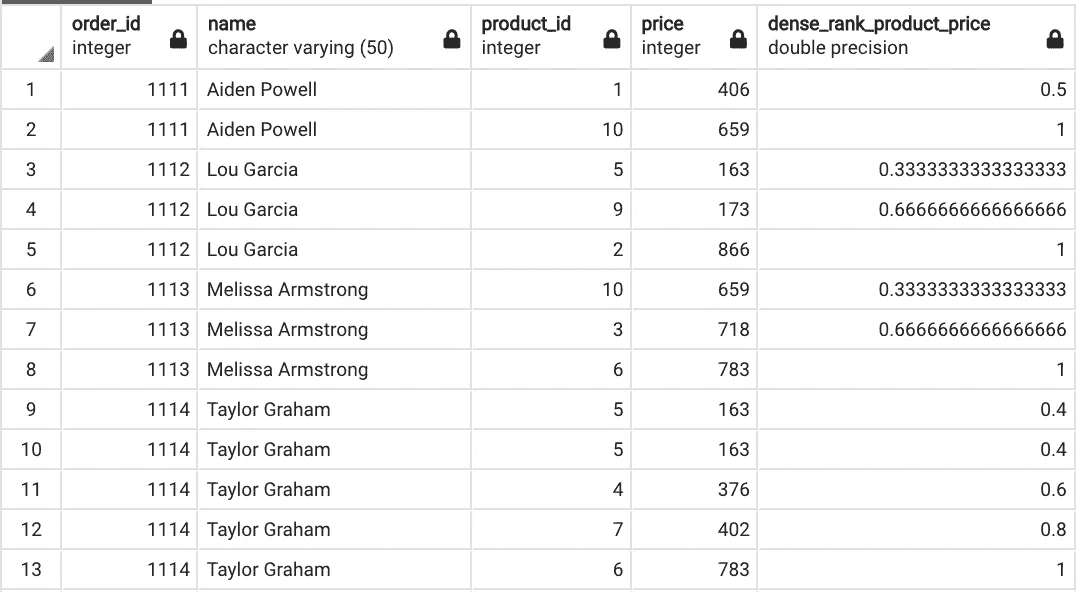 order_id name product_id price dense_rank_product_price
integer character varying (50) integer integer double precision
1 1111 Aiden Powell 1 406 0.5
2 1111 Aiden Powell 10 659 1
3 1112 Lou Garcia 5 163 0.3333333333333333
4 1112 Lou Garcia 9 173 0.6666666666666666
5 1112 Lou Garcia 2 866 1
6 1113 Melissa Armstrong 10 659 0.3333333333333333
7 1113 Melissa Armstrong 3 718 0.6666666666666666
8 1113 Melissa Armstrong 6 783 1
9 1114 Taylor Graham 5 163 0.4
10 1114 Taylor Graham 5 163 0.4
11 1114 Taylor Graham 4 376 0.6
12 1114 Taylor Graham 7 402 0.8
13 1114 Taylor Graham 6 783 1